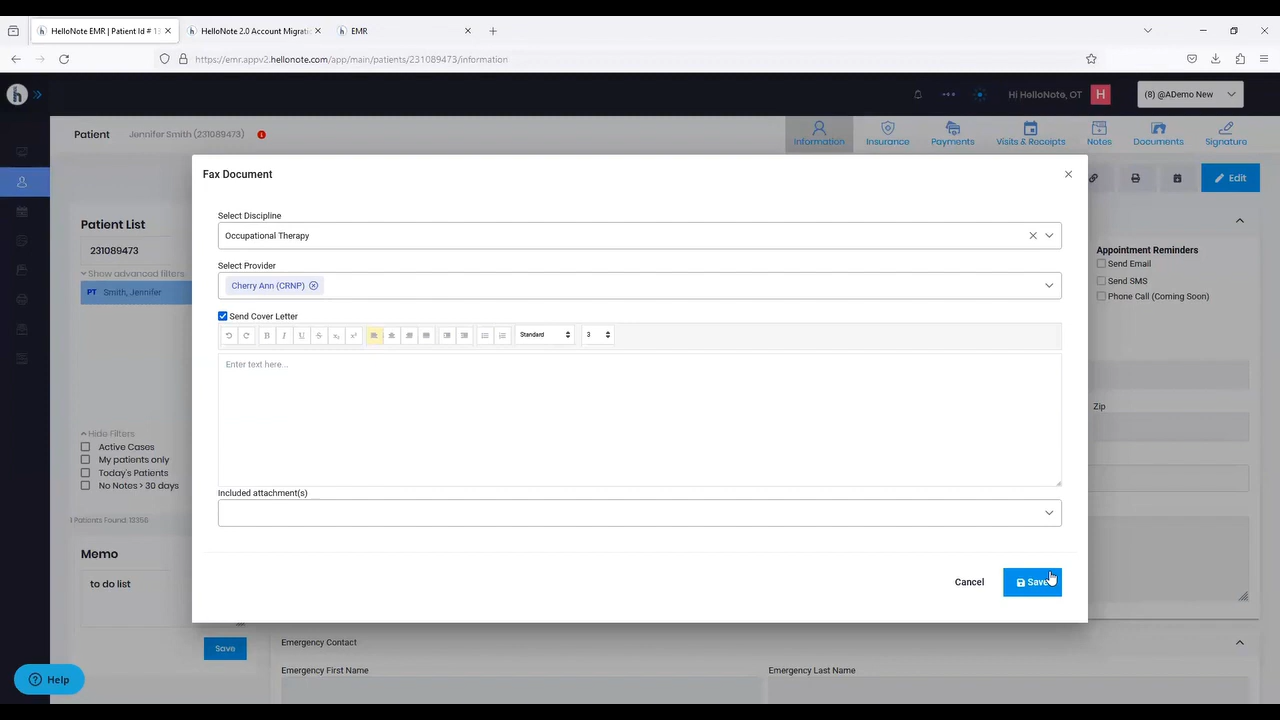 HelloNote EMR | Patient Id # 13
HelloNote 2.0 Account Migrati
EMR
https://emr.appv2.hellonote.com/app/main/patients/231089473/information
Hi HelloNote, OT
H
(8) @ADemo New
Patient
Jennifer Smith (231089473)
Information
Insurance
Payments
Visits & Receipts
Notes
Documents
Signature
Edit
Fax Document
Select Discipline
Occupational Therapy
Select Provider
Cherry Ann (CRNP)
Send Cover Letter
B I U S x₂ x²
Standard
3
Enter text here...
Included attachment(s)
Cancel
Save
Patient List
231089473
Show advanced filters
PT Smith, Jennifer
Hide Filters
Active Cases
My patients only
Today's Patients
No Notes > 30 days
Patients Found: 13356
Memo
to do list
Save
Help
Appointment Reminders
Send Email
Send SMS
Phone Call (Coming Soon)
Zip
Emergency Contact
Emergency First Name
Emergency Last Name